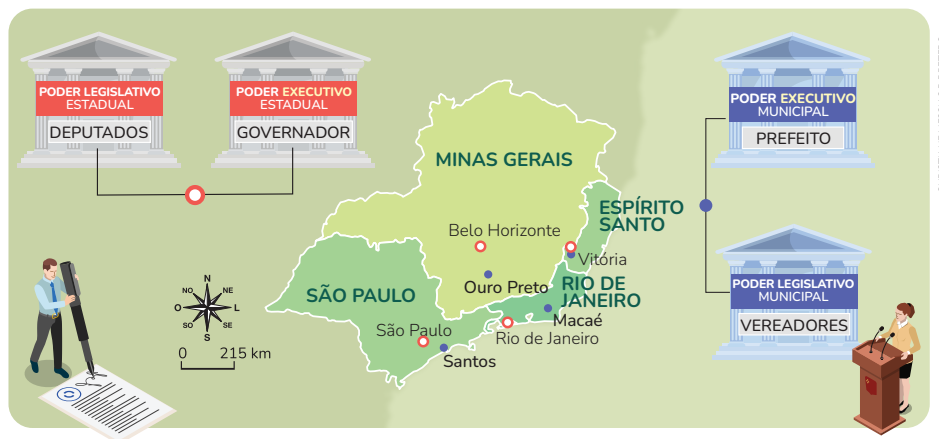 PODER LEGISLATIVO
ESTADUAL
DEPUTADOS
PODER EXECUTIVO
ESTADUAL
GOVERNADOR
PODER EXECUTIVO
MUNICIPAL
PREFEITO
MINAS GERAIS
ESPÍRITO
SANTO
Belo Horizonte
Vitória
Ouro Preto
RIO DE
JANEIRO
SÃO PAULO
Macaé
São Paulo
Rio de Janeiro
Santos
N
NO
NE
O
L
SO
SE
S
0 215 km
PODER LEGISLATIVO
MUNICIPAL
VEREADORES